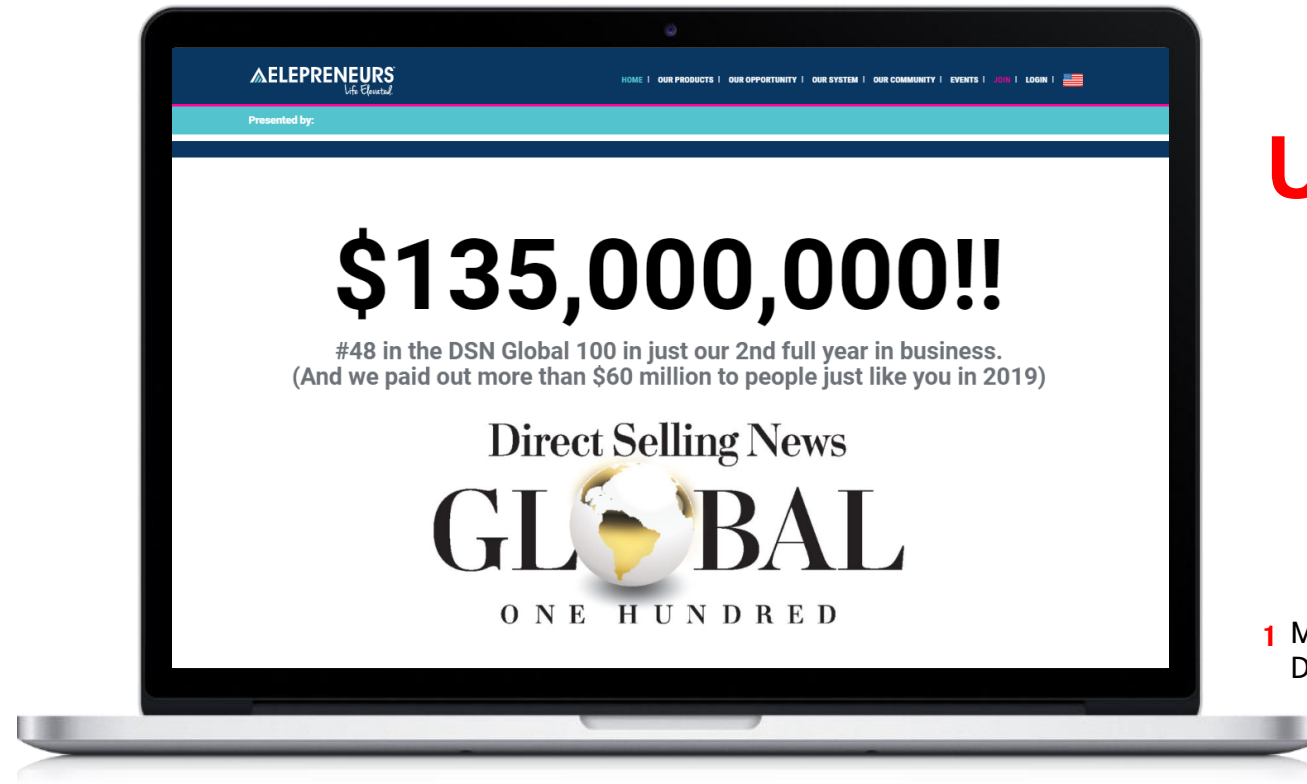 ELEPRENEURS
Life Elevated
HOME | OUR PRODUCTS | OUR OPPORTUNITY | OUR SYSTEM | OUR COMMUNITY | EVENTS | JOIN | LOGIN |
Presented by:
$135,000,000!!
#48 in the DSN Global 100 in just our 2nd full year in business.
(And we paid out more than $60 million to people just like you in 2019)
Direct Selling News
GLOBAL
ONE HUNDRED
U
1 M
D